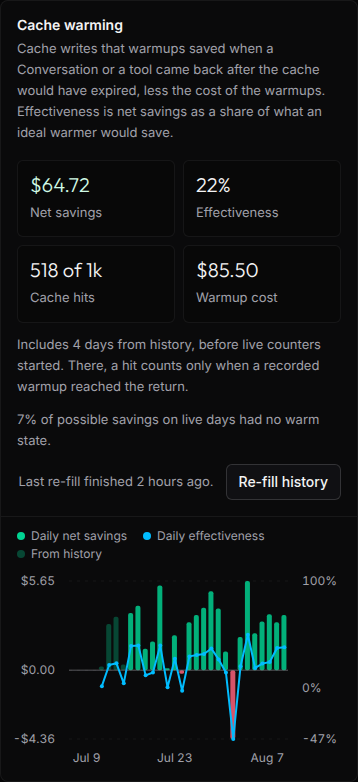 Cache warming
Cache writes that warmups saved when a
Conversation or a tool came back after the cache
would have expired, less the cost of the warmups.
Effectiveness is net savings as a share of what an
ideal warmer would save.
$64.72
Net savings
22%
Effectiveness
518 of 1k
Cache hits
$85.50
Warmup cost
Includes 4 days from history, before live counters
started. There, a hit counts only when a recorded
warmup reached the return.
7% of possible savings on live days had no warm
state.
Last re-fill finished 2 hours ago.
Re-fill history
Daily net savings
Daily effectiveness
From history
$5.65
100%
$0.00
0%
-$4.36
-47%
Jul 9
Jul 23
Aug 7